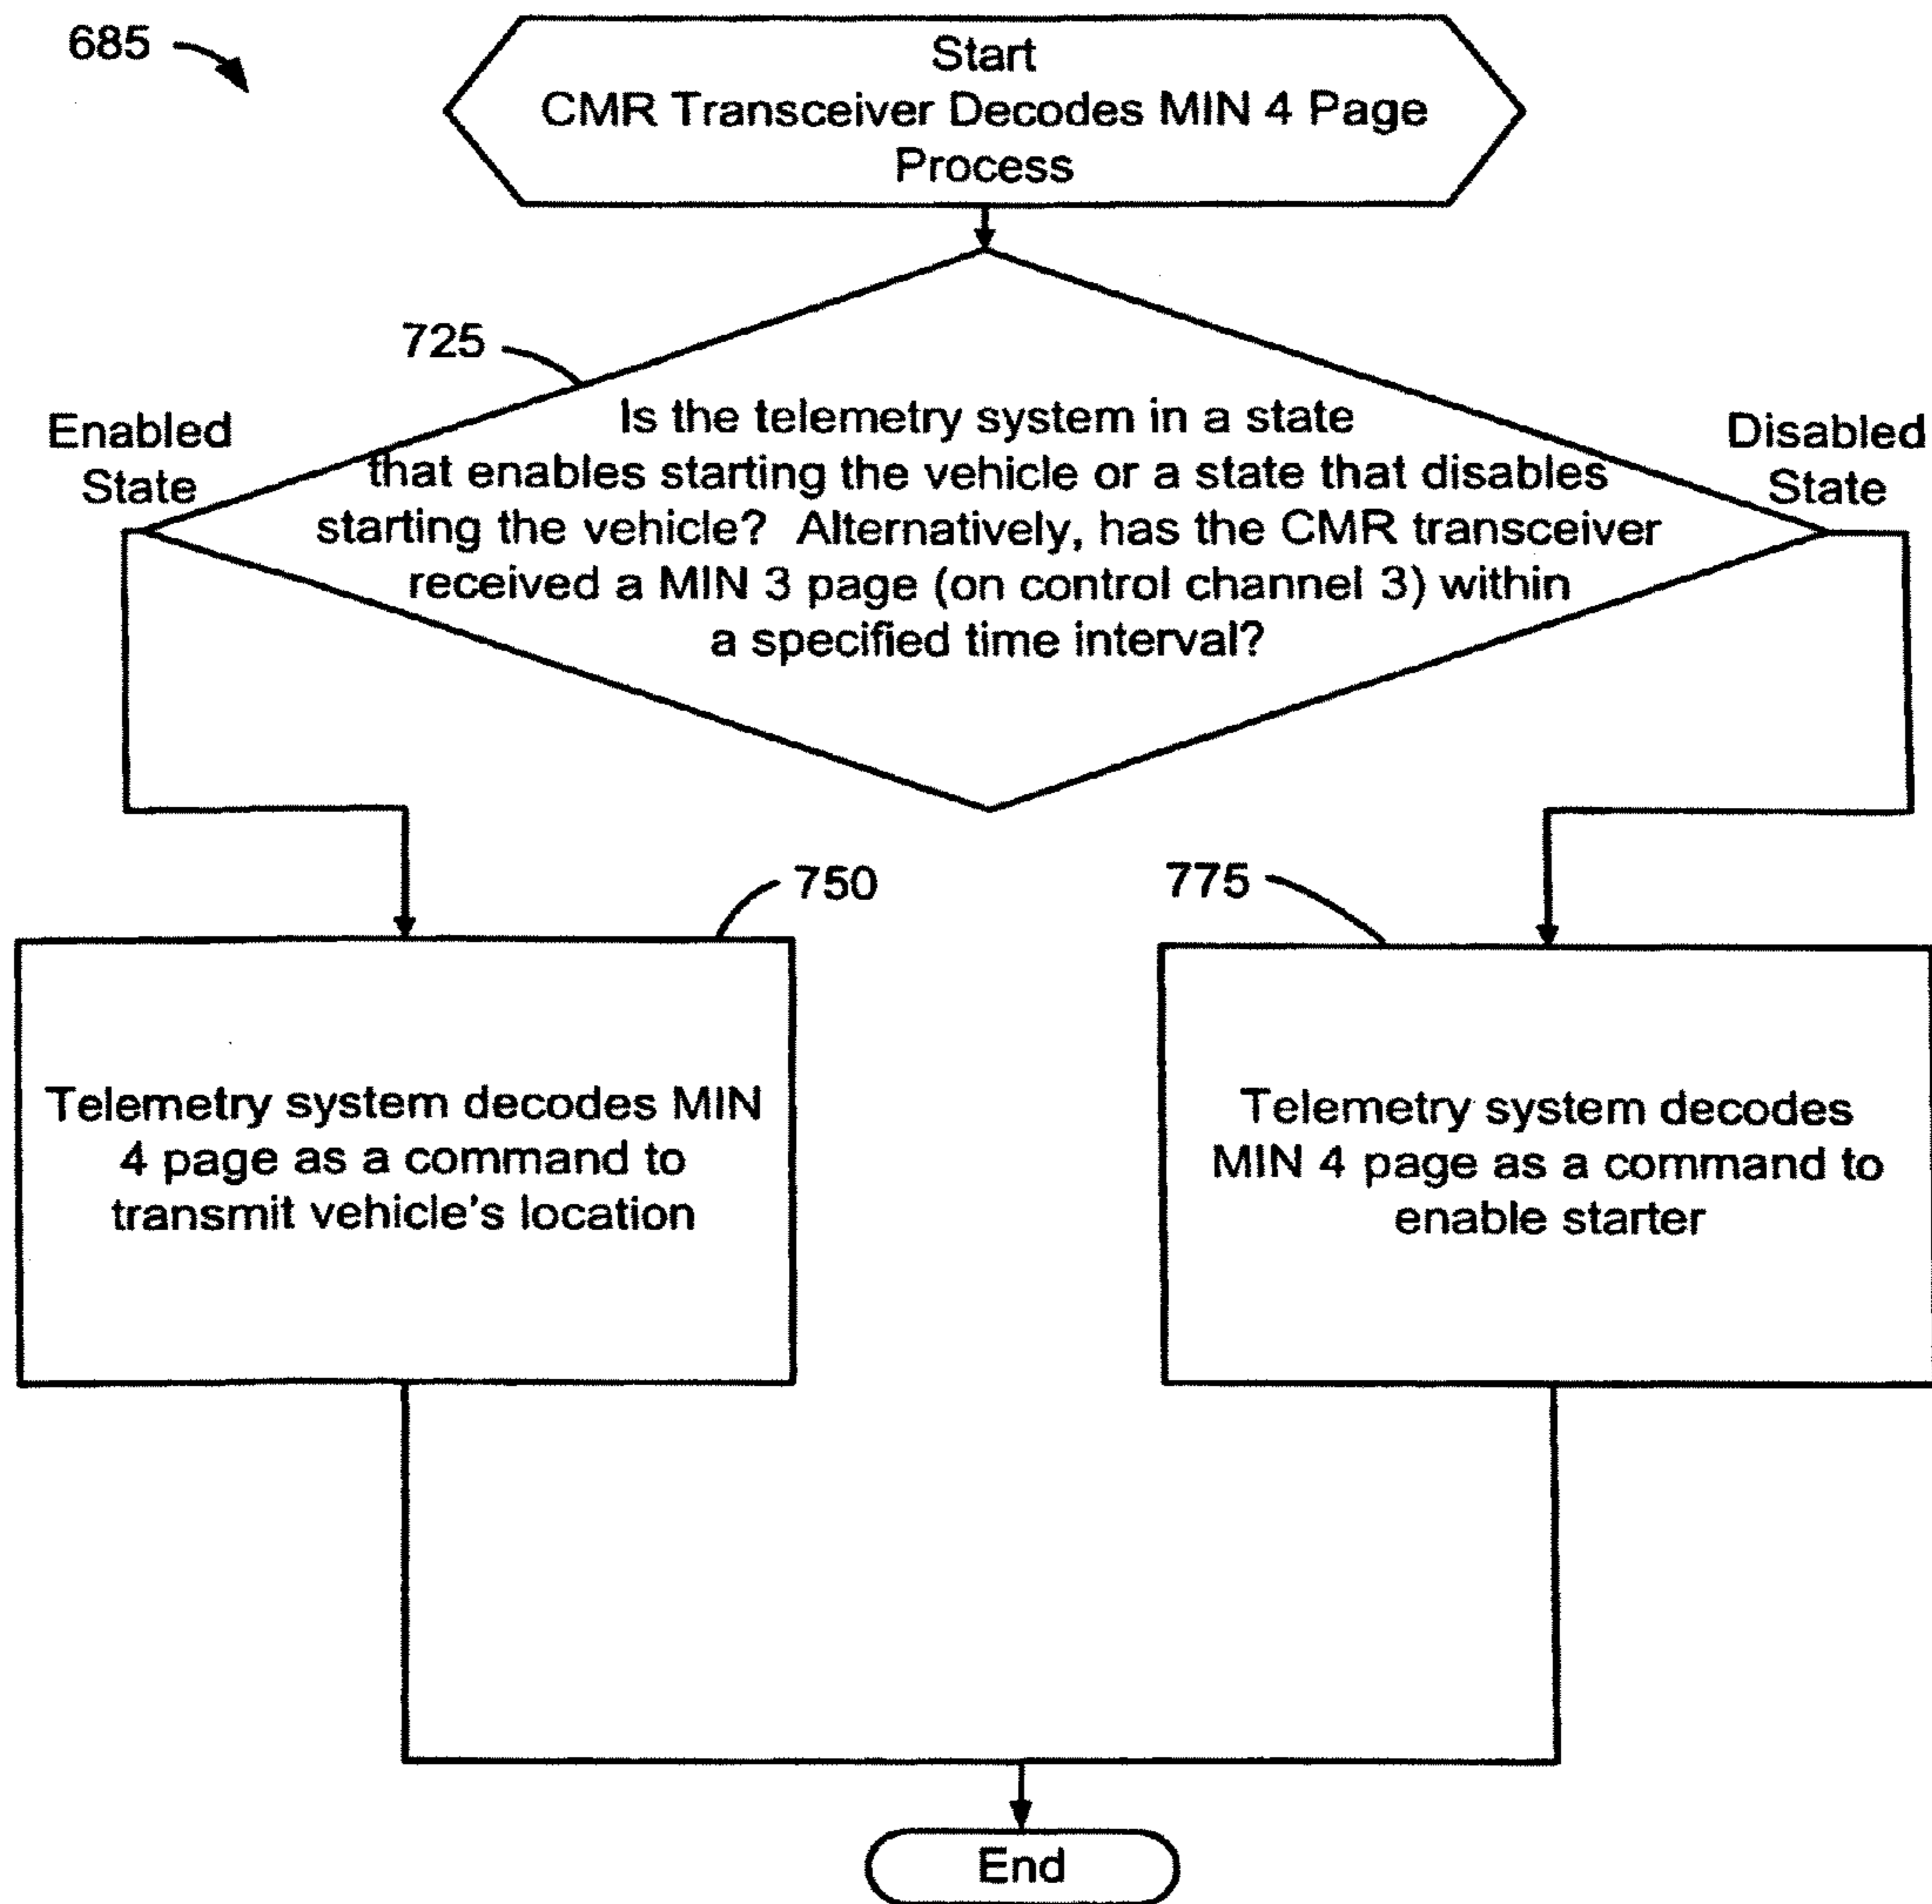 685
Start
CMR Transceiver Decodes MIN 4 Page
Process
725
Enabled
State
Is the telemetry system in a state
that enables starting the vehicle or a state that disables
starting the vehicle? Alternatively, has the CMR transceiver
received a MIN 3 page (on control channel 3) within
a specified time interval?
Disabled
State
750
775
Telemetry system decodes MIN
4 page as a command to
transmit vehicle's location
Telemetry system decodes
MIN 4 page as a command to
enable starter
End